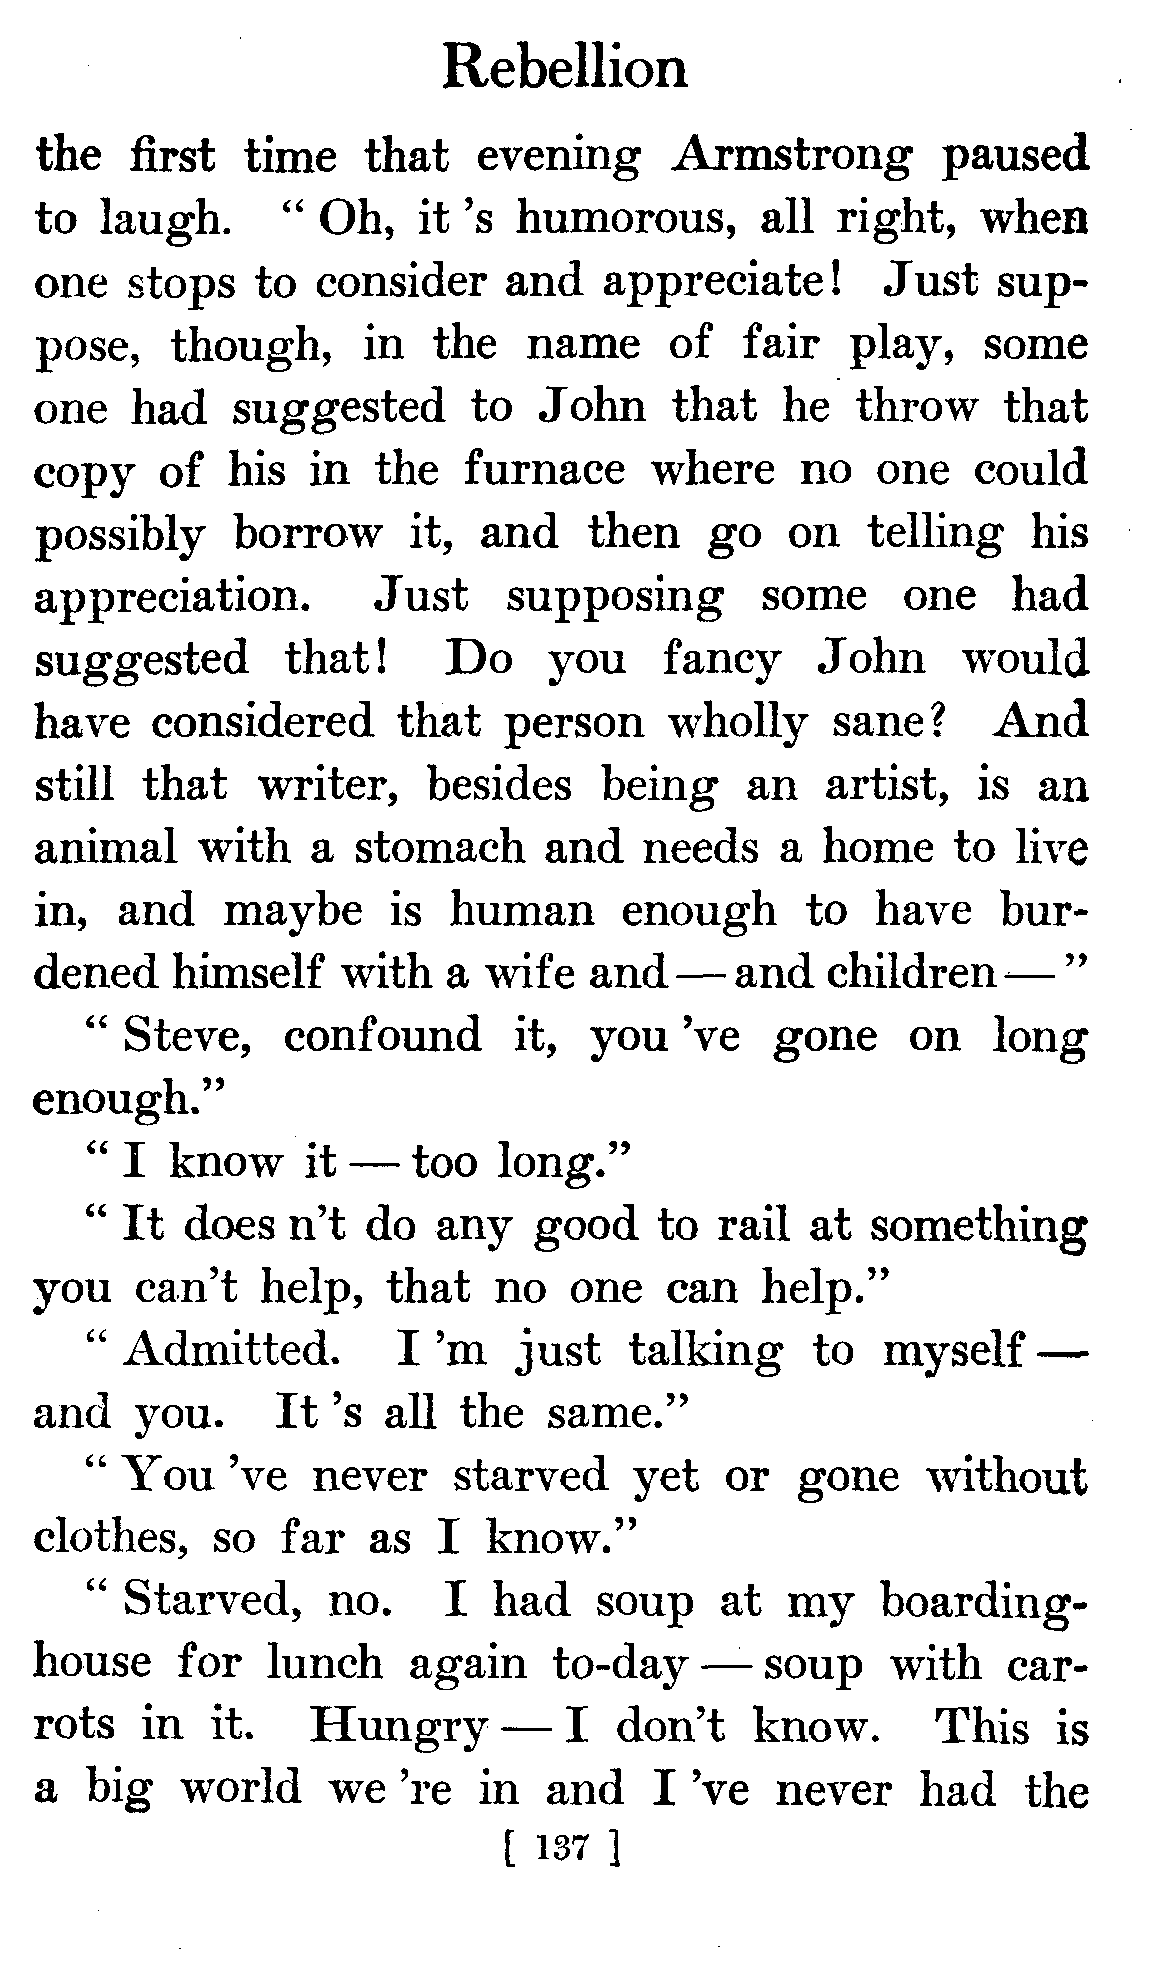 Rebellion
the first time that evening Armstrong paused
to laugh. “ Oh, it 's humorous, all right, when
one stops to consider and appreciate! Just sup-
pose, though, in the name of fair play, some
one had suggested to John that he throw that
copy of his in the furnace where no one could
possibly borrow it, and then go on telling his
appreciation. Just supposing some one had
suggested that! Do you fancy John would
have considered that person wholly sane? And
still that writer, besides being an artist, is an
animal with a stomach and needs a home to live
in, and maybe is human enough to have bur-
dened himself with a wife and — and children — ”
“ Steve, confound it, you 've gone on long
enough.”
“ I know it — too long.”
“ It does n't do any good to rail at something
you can't help, that no one can help.”
“ Admitted. I 'm just talking to myself —
and you. It 's all the same.”
“ You 've never starved yet or gone without
clothes, so far as I know.”
“ Starved, no. I had soup at my boarding-
house for lunch again to-day — soup with car-
rots in it. Hungry — I don't know. This is
a big world we 're in and I 've never had the
[ 137 ]